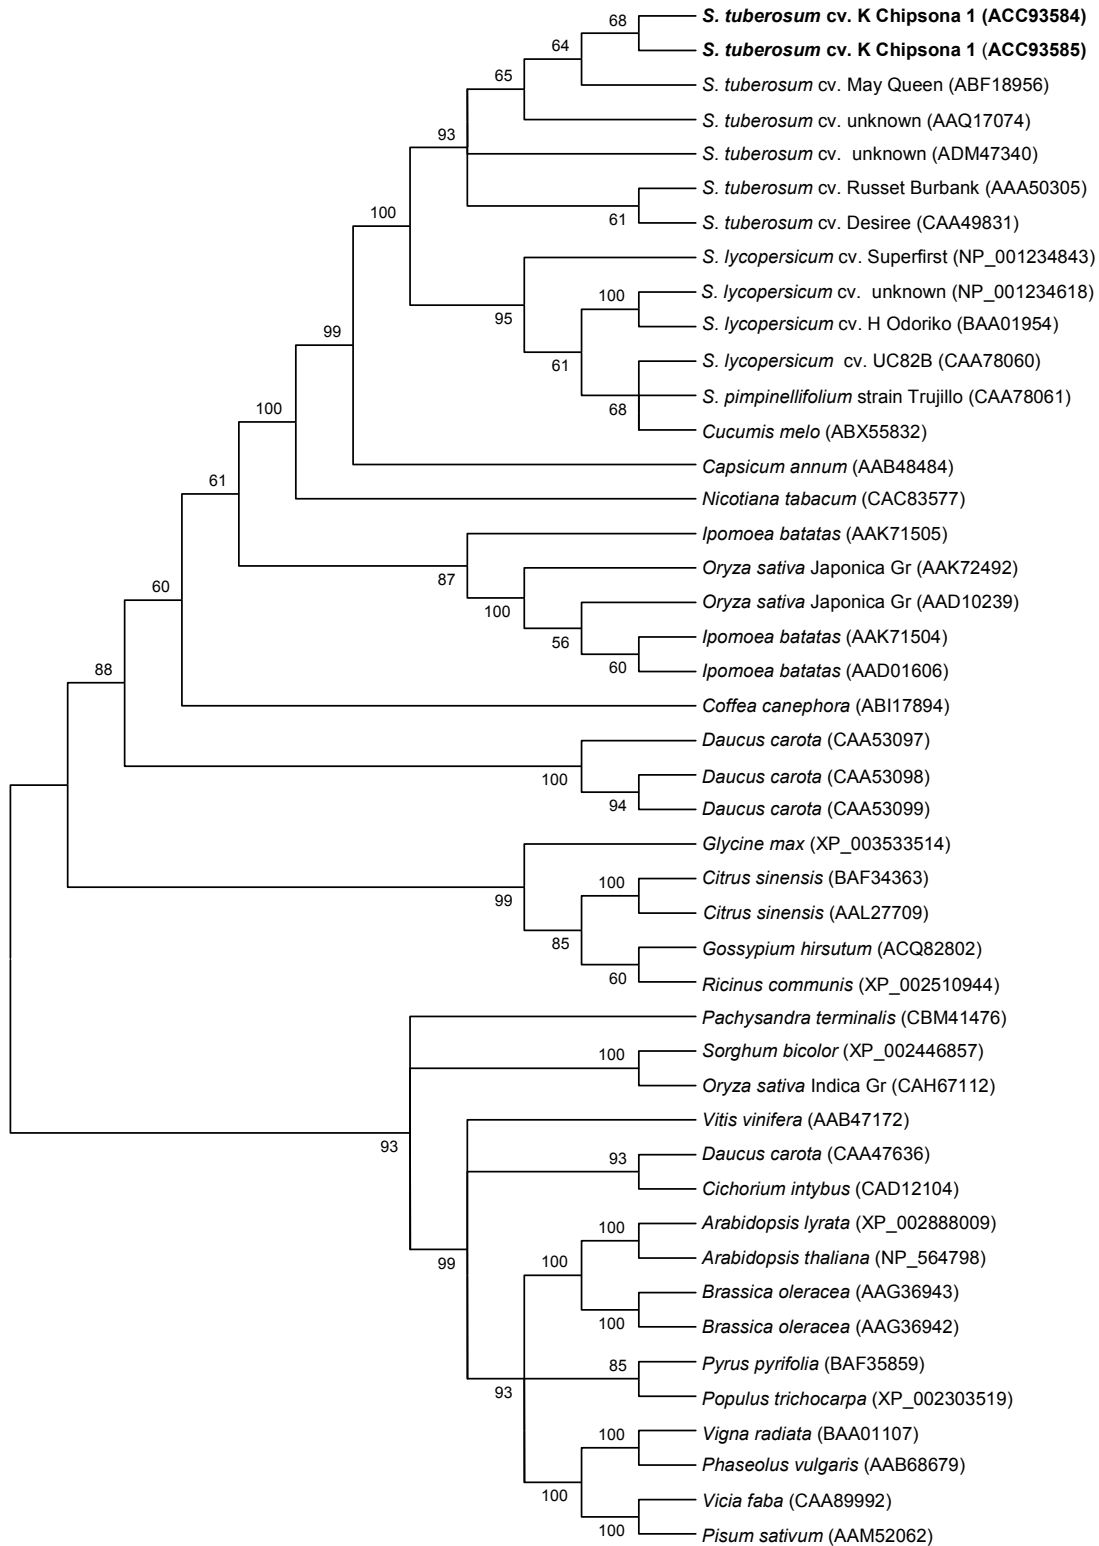 68
S. tuberosum cv. K Chipsona 1 (ACC93584)
64
S. tuberosum cv. K Chipsona 1 (ACC93585)
65
S. tuberosum cv. May Queen (ABF18956)
S. tuberosum cv. unknown (AAQ17074)
93
S. tuberosum cv. unknown (ADM47340)
S. tuberosum cv. Russet Burbank (AAA50305)
100
61
S. tuberosum cv. Desiree (CAA49831)
S. lycopersicum cv. Superfirst (NP_001234843)
100
S. lycopersicum cv. unknown (NP_001234618)
95
S. lycopersicum cv. H Odoriko (BAA01954)
99
61
S. lycopersicum cv. UC82B (CAA78060)
S. pimpinellifolium strain Trujillo (CAA78061)
100
68
Cucumis melo (ABX55832)
Capsicum annum (AAB48484)
61
Nicotiana tabacum (CAC83577)
Ipomoea batatas (AAK71505)
87
Oryza sativa Japonica Gr (AAK72492)
60
100
Oryza sativa Japonica Gr (AAD10239)
56
Ipomoea batatas (AAK71504)
88
60
Ipomoea batatas (AAD01606)
Coffea canephora (ABI17894)
Daucus carota (CAA53097)
100
Daucus carota (CAA53098)
94
Daucus carota (CAA53099)
Glycine max (XP_003533514)
100
Citrus sinensis (BAF34363)
99
Citrus sinensis (AAL27709)
85
Gossypium hirsutum (ACQ82802)
60
Ricinus communis (XP_002510944)
Pachysandra terminalis (CBM41476)
100
Sorghum bicolor (XP_002446857)
Oryza sativa Indica Gr (CAH67112)
Vitis vinifera (AAB47172)
93
93
Daucus carota (CAA47636)
Cichorium intybus (CAD12104)
100
Arabidopsis lyrata (XP_002888009)
99
100
Arabidopsis thaliana (NP_564798)
Brassica oleracea (AAG36943)
100
Brassica oleracea (AAG36942)
85
Pyrus pyrifolia (BAF35859)
93
Populus trichocarpa (XP_002303519)
100
Vigna radiata (BAA01107)
Phaseolus vulgaris (AAB68679)
100
Vicia faba (CAA89992)
100
Pisum sativum (AAM52062)